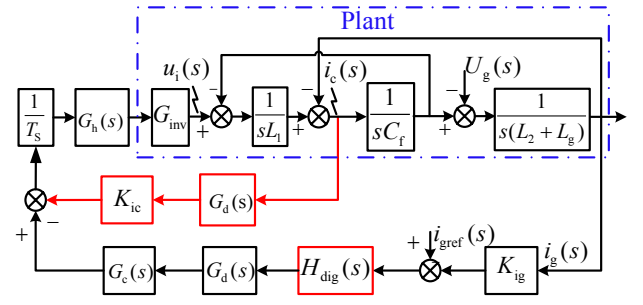 Plant
u_i(s)
i_c(s)
U_g(s)
− − −
1/T_S
G_h(s)
G_inv
1/(sL_1)
1/(sC_f)
1/(s(L_2 + L_g))
+ + + +
K_ic
G_d(s)
−
+
i_gref(s)
i_g(s)
+
G_c(s)
G_d(s)
H_dig(s)
K_ig
−